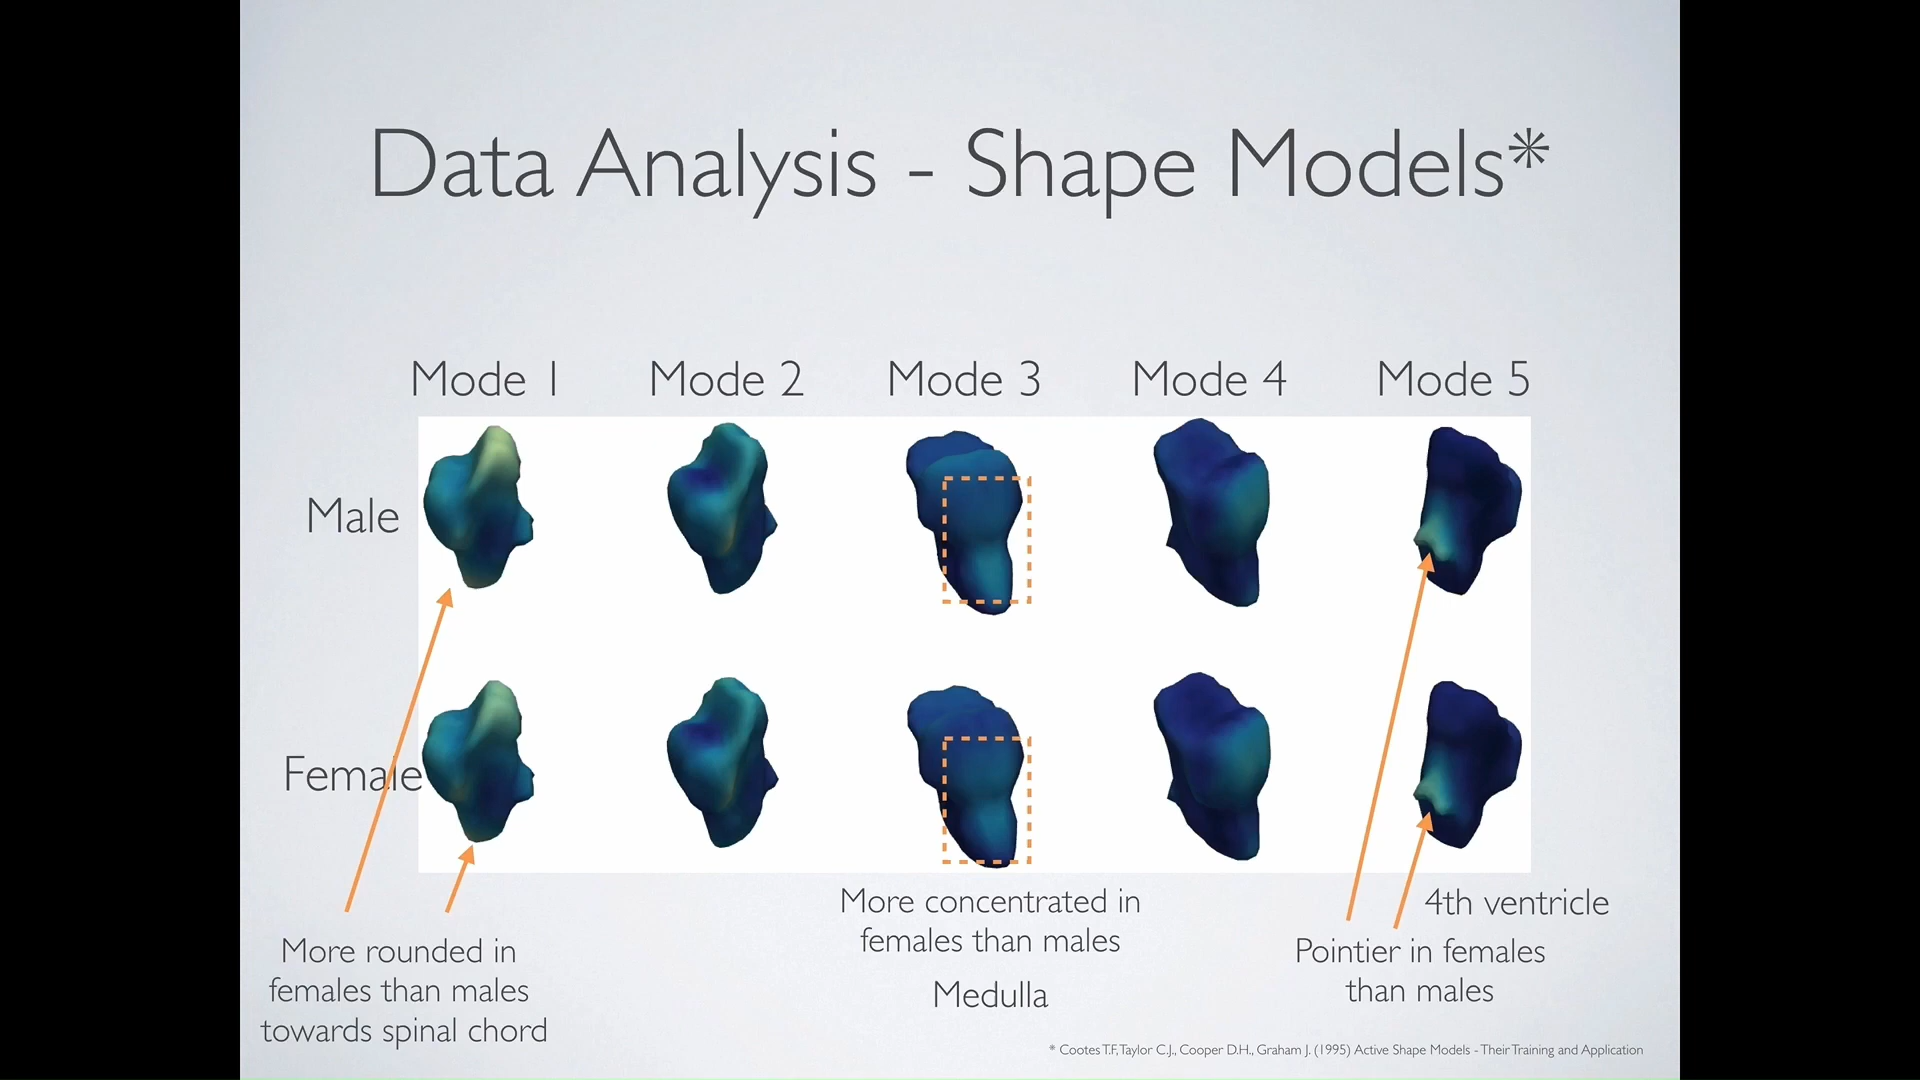 Data Analysis - Shape Models*
Mode 1 Mode 2 Mode 3 Mode 4 Mode 5
Male
Female
More rounded in
females than males
towards spinal chord
More concentrated in
females than males
Medulla
4th ventricle
Pointier in females
than males
* Cootes T.F, Taylor C.J., Cooper D.H., Graham J. (1995) Active Shape Models - Their Training and Application